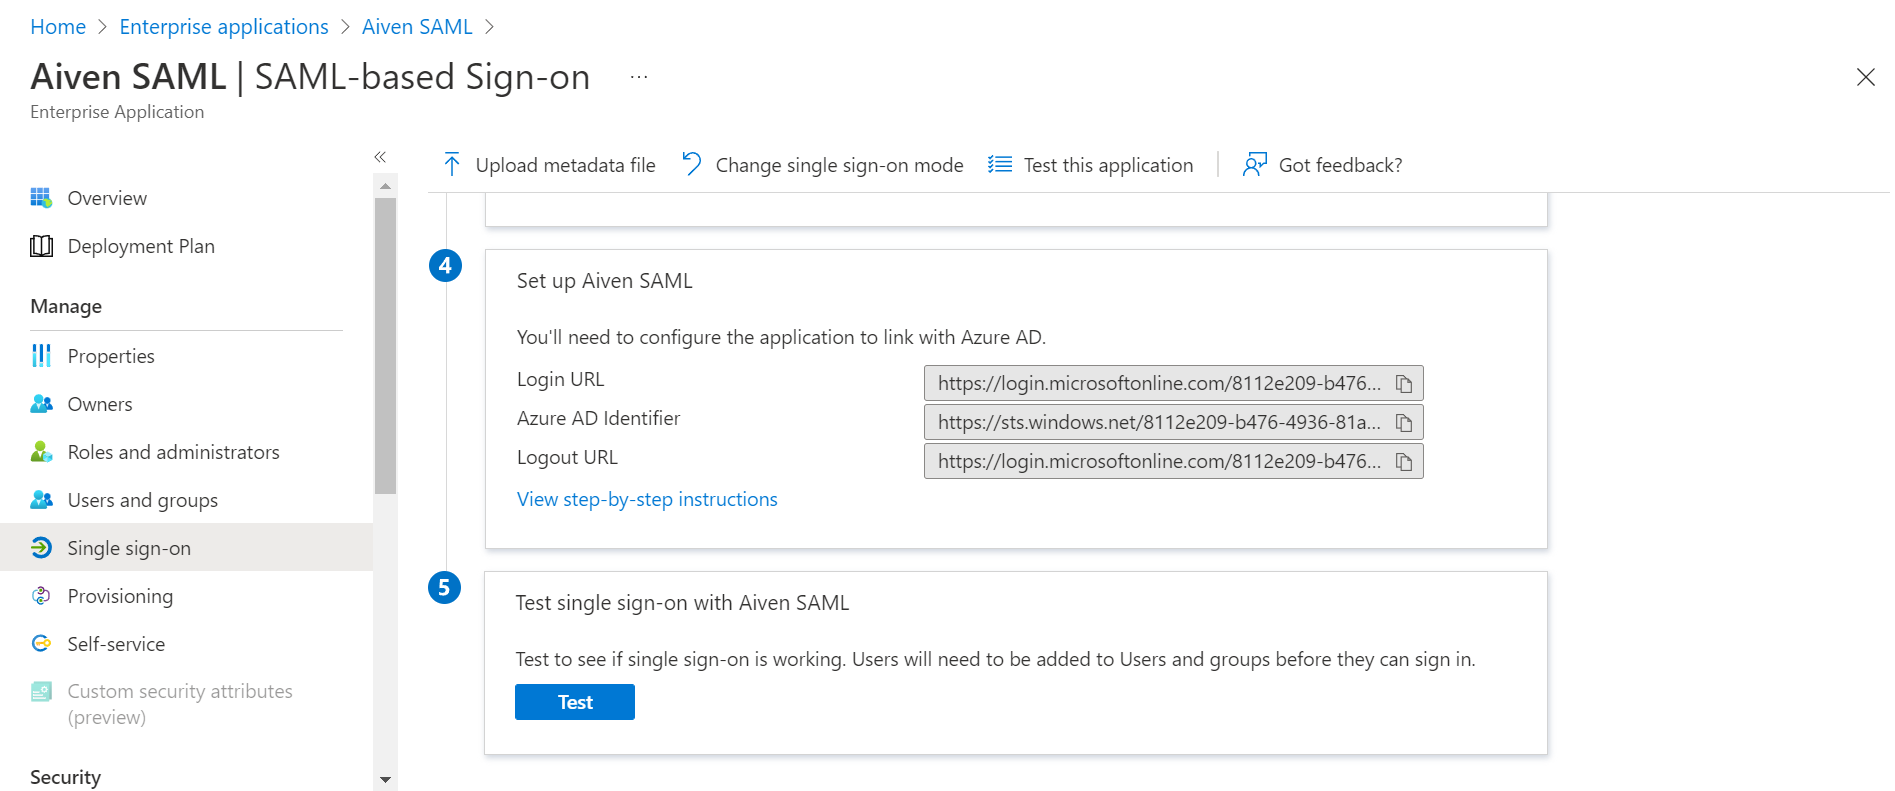 Home > Enterprise applications > Aiven SAML >
Aiven SAML | SAML-based Sign-on ...
Enterprise Application
«
Overview
Deployment Plan
Manage
Properties
Owners
Roles and administrators
Users and groups
Single sign-on
Provisioning
Self-service
Custom security attributes
(preview)
Security
Upload metadata file
Change single sign-on mode
Test this application
Got feedback?
4
Set up Aiven SAML
You'll need to configure the application to link with Azure AD.
Login URL
https://login.microsoftonline.com/8112e209-b476...
Azure AD Identifier
https://sts.windows.net/8112e209-b476-4936-81a...
Logout URL
https://login.microsoftonline.com/8112e209-b476...
View step-by-step instructions
5
Test single sign-on with Aiven SAML
Test to see if single sign-on is working. Users will need to be added to Users and groups before they can sign in.
Test